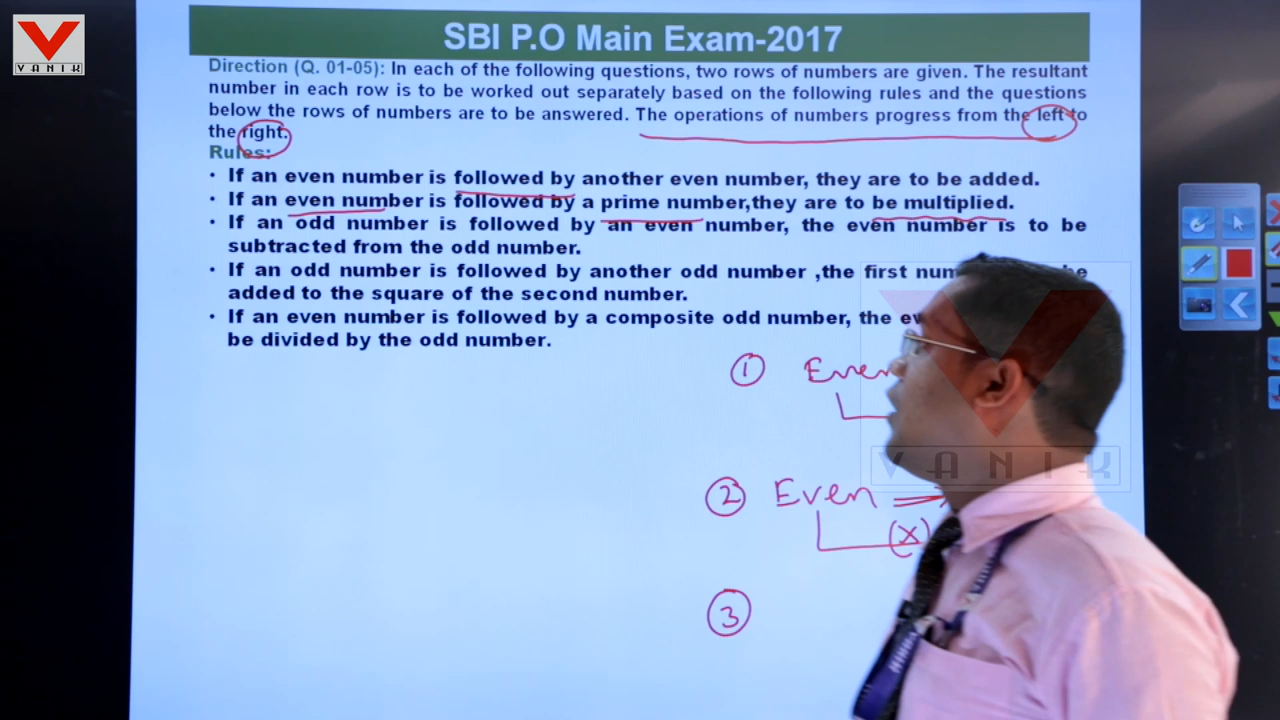 VANIK
SBI P.O Main Exam-2017
Direction (Q. 01-05): In each of the following questions, two rows of numbers are given. The resultant
number in each row is to be worked out separately based on the following rules and the questions
below the rows of numbers are to be answered. The operations of numbers progress from the left to
the right.
Rules:
• If an even number is followed by another even number, they are to be added.
• If an even number is followed by a prime number,they are to be multiplied.
• If an odd number is followed by an even number, the even number is to be
subtracted from the odd number.
• If an odd number is followed by another odd number ,the first
added to the square of the second number.
• If an even number is followed by a composite odd number, the
be divided by the odd number.
① Even
② Even ⇒
(x)
③
VANIK
VANIK